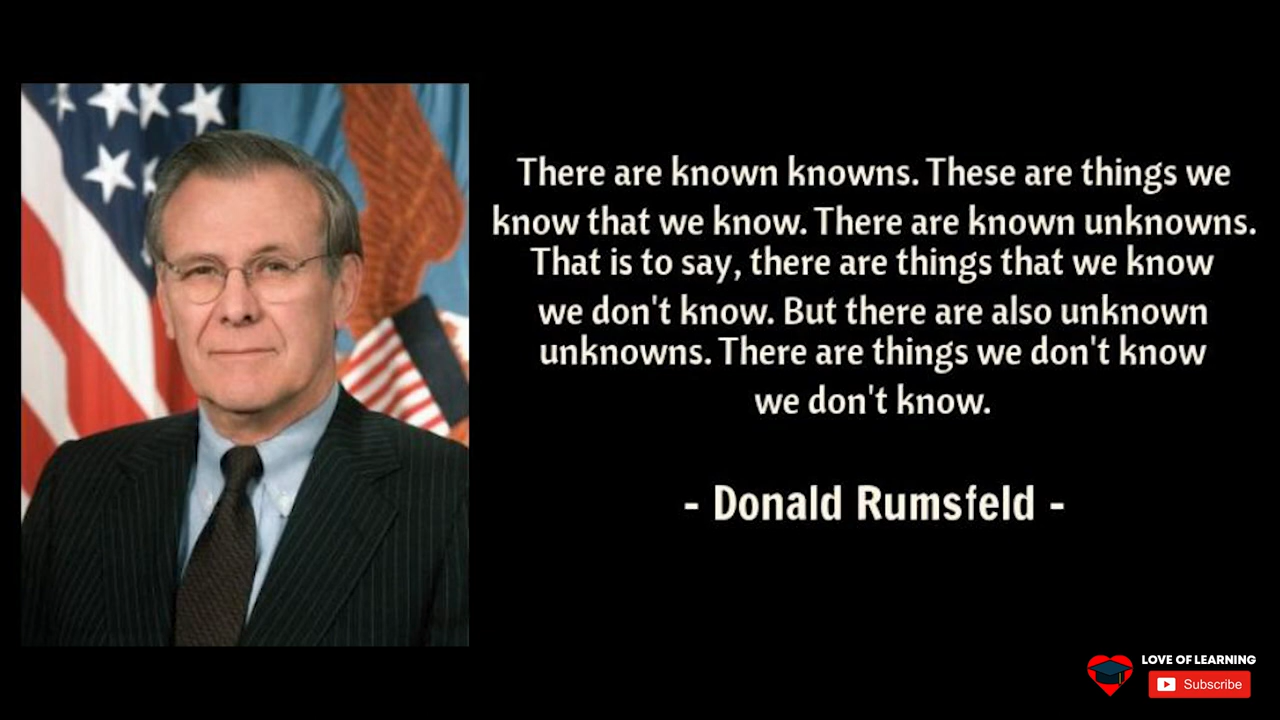 There are known knowns. These are things we
know that we know. There are known unknowns.
That is to say, there are things that we know
we don't know. But there are also unknown
unknowns. There are things we don't know
we don't know.
- Donald Rumsfeld -
LOVE OF LEARNING
Subscribe